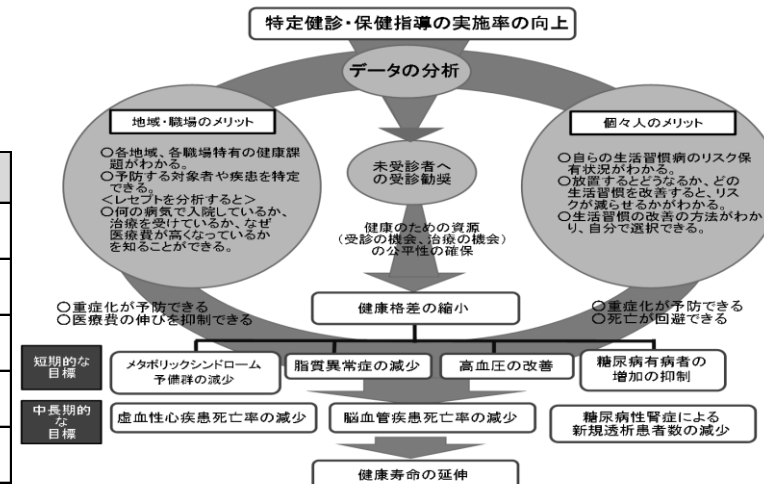 特定健診・保健指導の実施率の向上
データの分析
地域・職場のメリット
○各地域、各職場特有の健康課
題がわかる。
○予防する対象者や疾患を特定
できる。
<レセプトを分析すると>
○何の病気で入院しているか、
治療を受けているか、なぜ
医療費が高くなっているか
を知ることができる。
未受診者へ
の受診勧奨
個々人のメリット
○自らの生活習慣病のリスク保
有状況がわかる。
○放置するとどうなるか、どの
生活習慣を改善すると、リス
クが減らせるかがわかる。
○生活習慣の改善の方法がわか
り、自分で選択できる。
健康のための資源
(受診の機会、治療の機会)
の公平性の確保
○重症化が予防できる
○医療費の伸びを抑制できる
健康格差の縮小
○重症化が予防できる
○死亡が回避できる
短期的な
目標
メタボリックシンドローム
予備群の減少
脂質異常症の減少
高血圧の改善
糖尿病有病者の
増加の抑制
中長期的
な
目標
虚血性心疾患死亡率の減少
脳血管疾患死亡率の減少
糖尿病性腎症による
新規透析患者数の減少
健康寿命の延伸